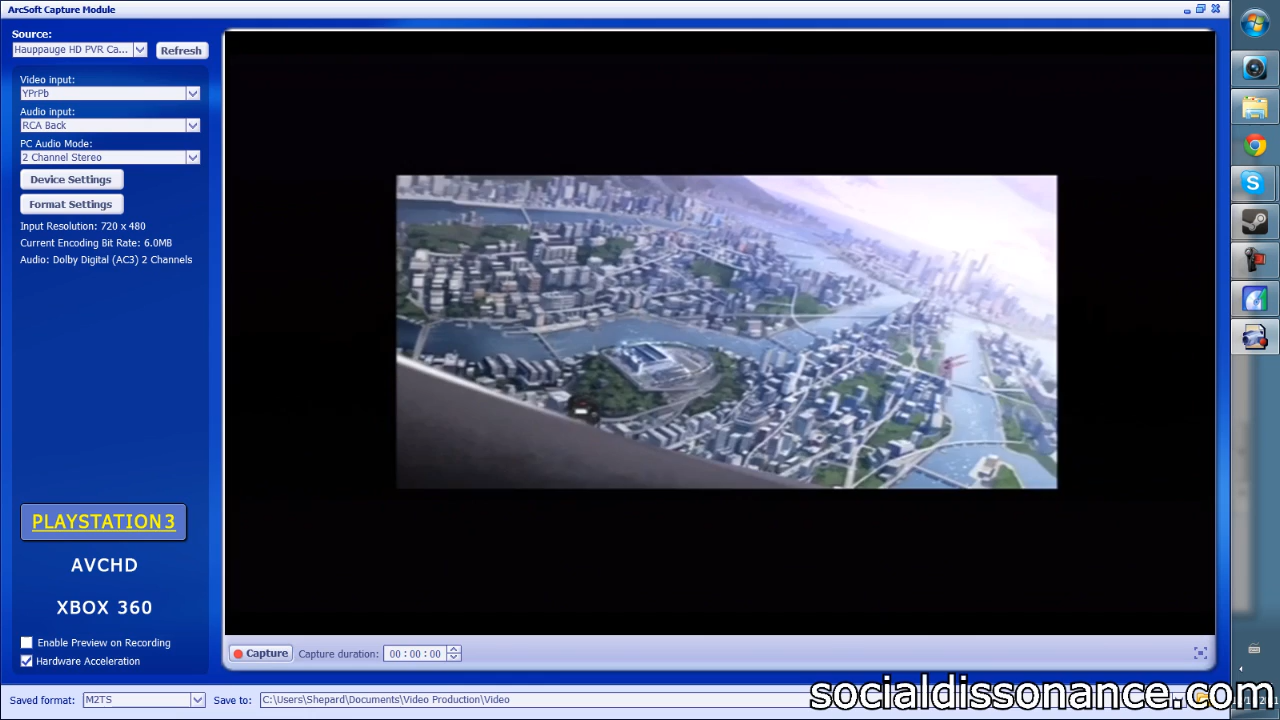 ArcSoft Capture Module
Source:
Hauppauge HD PVR Ca...
Refresh
Video input:
YPrPb
Audio input:
RCA Back
PC Audio Mode:
2 Channel Stereo
Device Settings
Format Settings
Input Resolution: 720 x 480
Current Encoding Bit Rate: 6.0MB
Audio: Dolby Digital (AC3) 2 Channels
PLAYSTATION3
AVCHD
XBOX 360
Enable Preview on Recording
Hardware Acceleration
Capture
Capture duration:
00 : 00 : 00
Saved format:
M2TS
Save to:
C:\Users\Shepard\Documents\Video Production\Video
socialdissonance.com